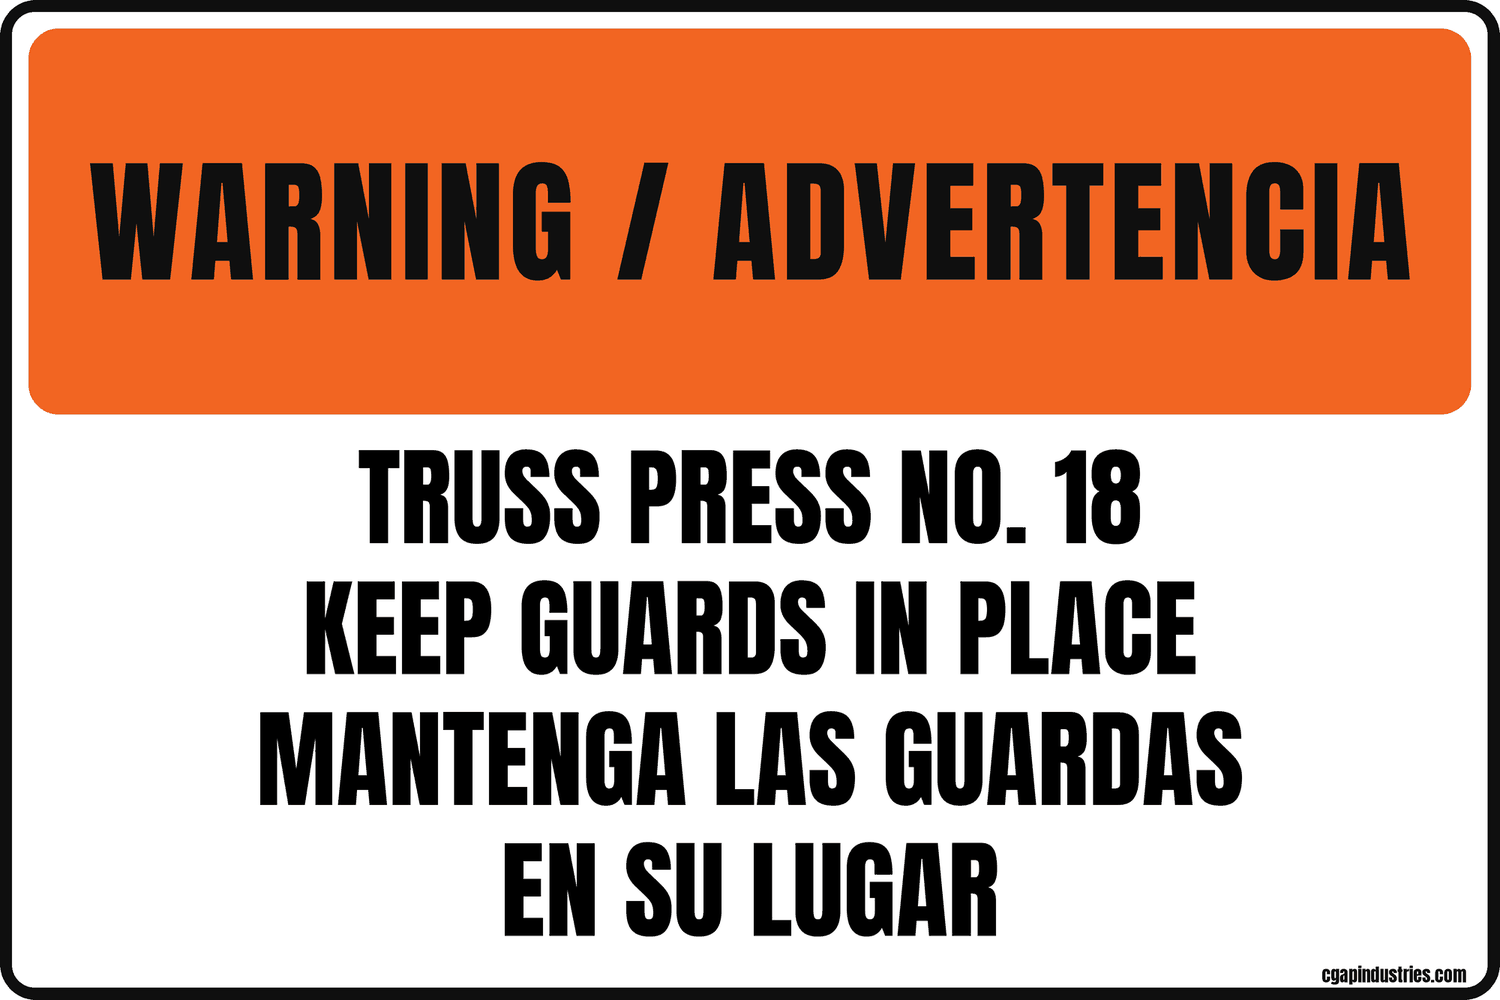 WARNING / ADVERTENCIA
TRUSS PRESS NO. 18
KEEP GUARDS IN PLACE
MANTENGA LAS GUARDAS
EN SU LUGAR
cgapindustries.com